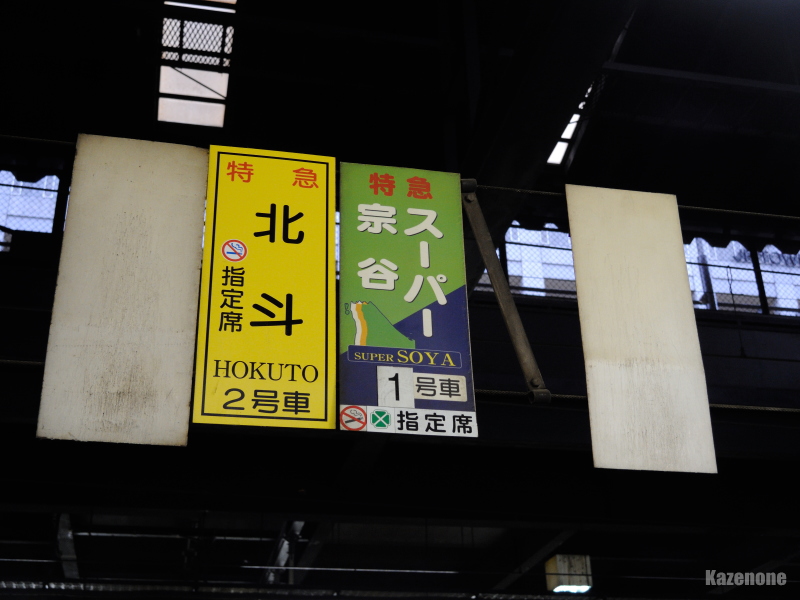 特急
北斗
指定席
HOKUTO
2号車
特急
スーパー
宗谷
SUPER SOYA
1号車
指定席
Kazenone